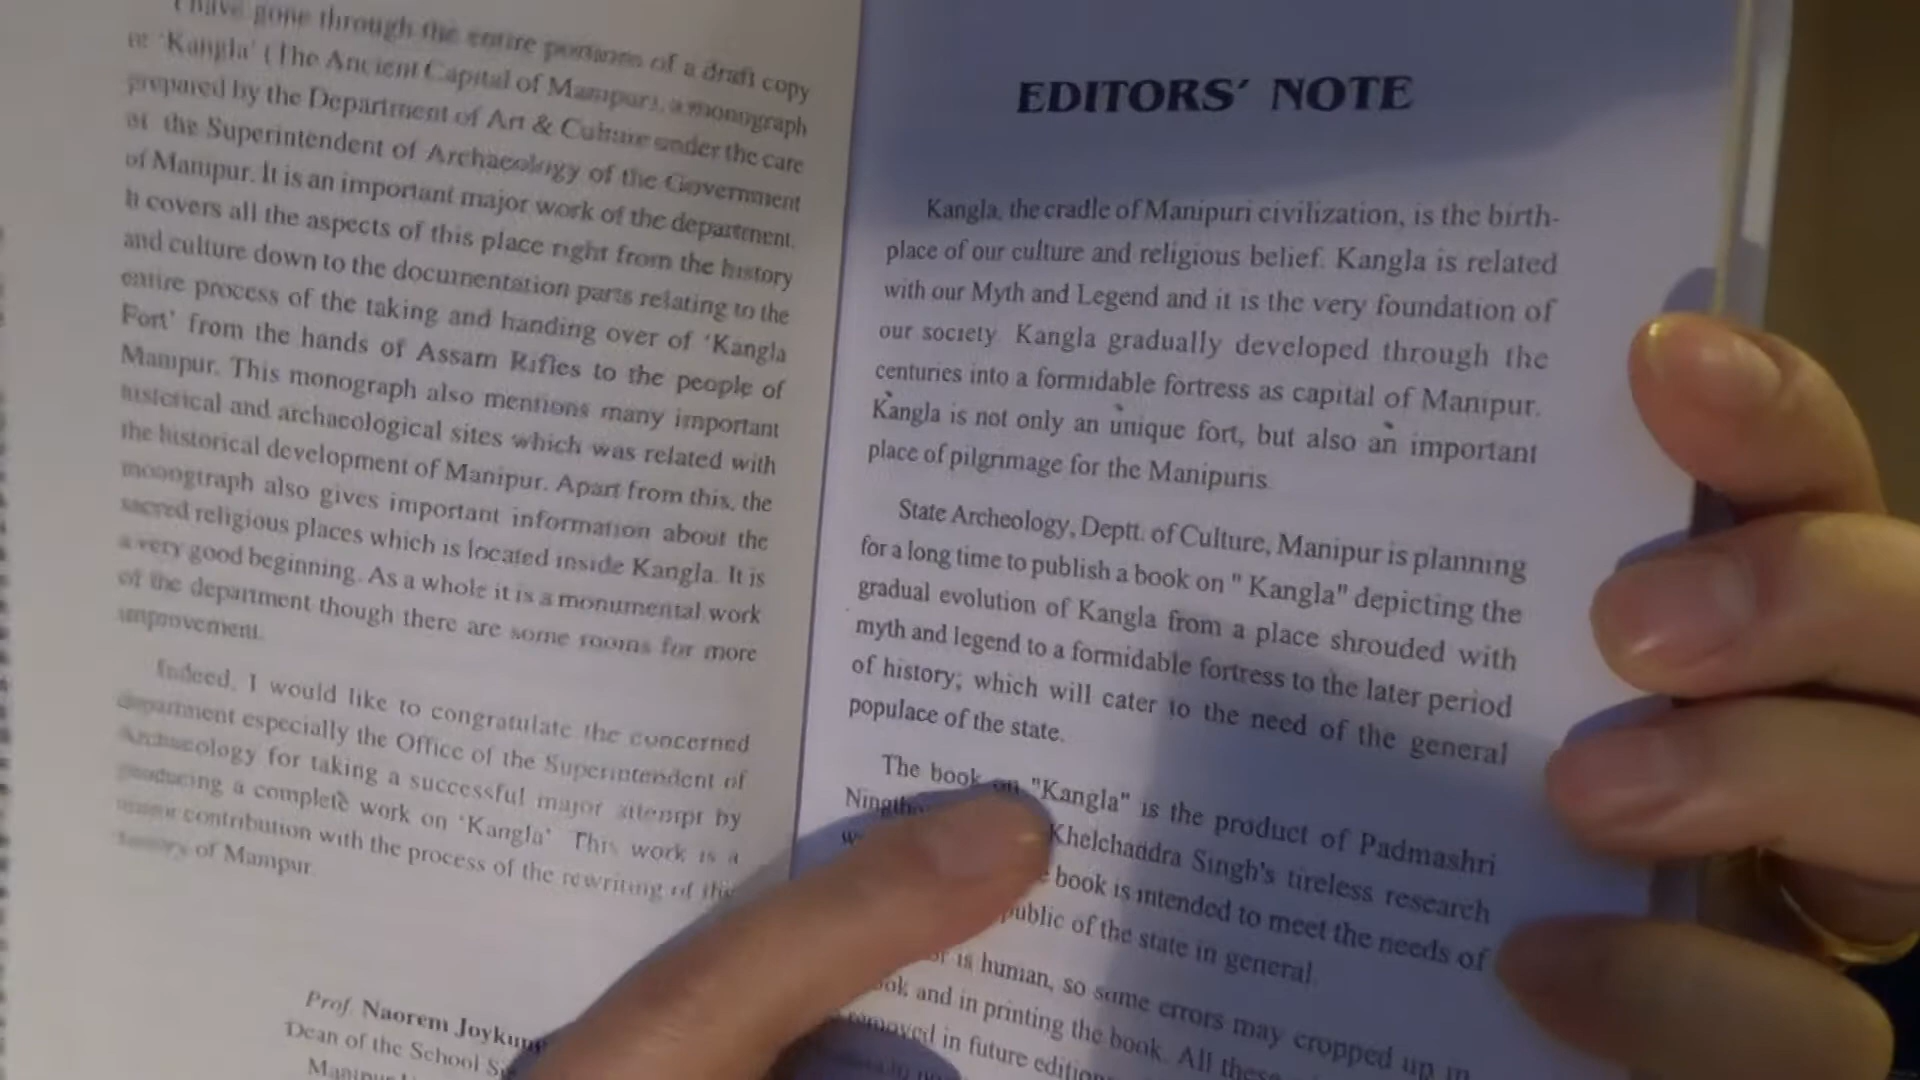 have gone through the entire portions of a draft copy
of 'Kangla' (The Ancient Capital of Manipur), a monograph
prepared by the Department of Art & Culture under the care
of the Superintendent of Archaeology of the Government
of Manipur. It is an important major work of the department.
It covers all the aspects of this place right from the history
and culture down to the documentation parts relating to the
entire process of the taking and handing over of 'Kangla
Fort' from the hands of Assam Rifles to the people of
Manipur. This monograph also mentions many important
historical and archaeological sites which was related with
the historical development of Manipur. Apart from this, the
monogtraph also gives important information about the
sacred religious places which is located inside Kangla. It is
a very good beginning. As a whole it is a monumental work
of the department though there are some rooms for more
improvement.
Indeed, I would like to congratulate the concerned
department especially the Office of the Superintendent of
Archaeology for taking a successful major attempt by
producing a complete work on 'Kangla' This work is a
contribution with the process of the rewriting of the
history of Manipur.
Prof. Naorem
Dean of the School
EDITORS' NOTE
Kangla, the cradle of Manipuri civilization, is the birth-
place of our culture and religious belief. Kangla is related
with our Myth and Legend and it is the very foundation of
our society. Kangla gradually developed through the
centuries into a formidable fortress as capital of Manipur.
Kangla is not only an unique fort, but also an important
place of pilgrimage for the Manipuris.
State Archeology, Deptt. of Culture, Manipur is planning
for a long time to publish a book on " Kangla" depicting the
gradual evolution of Kangla from a place shrouded with
myth and legend to a formidable fortress to the later period
of history; which will cater to the need of the general
populace of the state.
The book on "Kangla" is the product of Padmashri
Khelchandra Singh's tireless research
book is intended to meet the needs of
public of the state in general.
is human, so some errors may cropped up in
and in printing the book. All these
removed in future